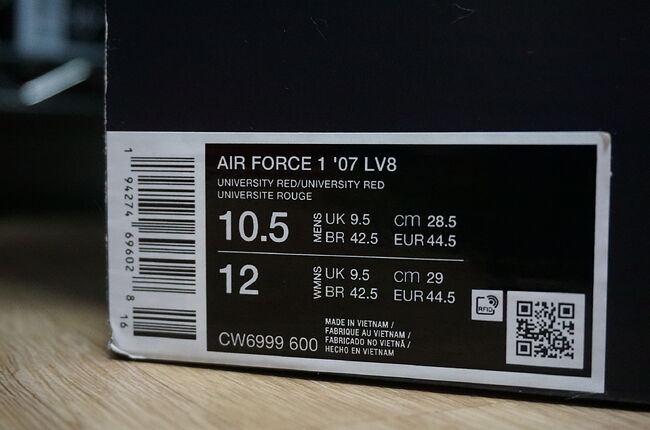 AIR FORCE 1 '07 LV8
UNIVERSITY RED/UNIVERSITY RED
UNIVERSITE ROUGE
10.5 MENS UK 9.5 cm 28.5
BR 42.5 EUR 44.5
12 WMNS UK 9.5 cm 29
BR 42.5 EUR 44.5
RFID
CW6999 600
MADE IN VIETNAM /
FABRIQUE AU VIETNAM /
FABRICADO NO VIETNÃ /
HECHO EN VIETNAM
1 94274 69602 8 16